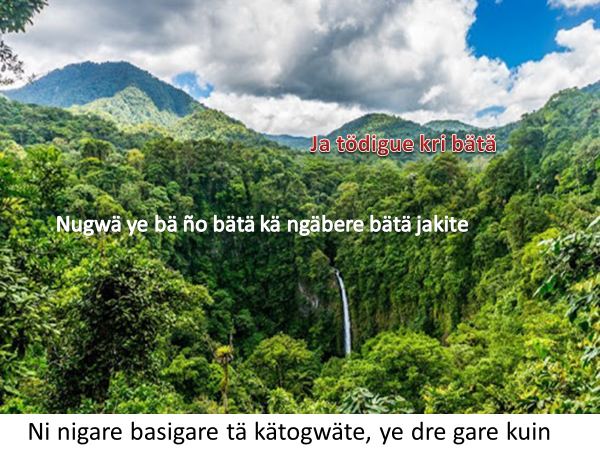 Ja tödigue kri bätä
Nugwä ye bä ño bätä kä ngäbere bätä jakite
Ni nigare basigare tä kätogwäte, ye dre gare kuin